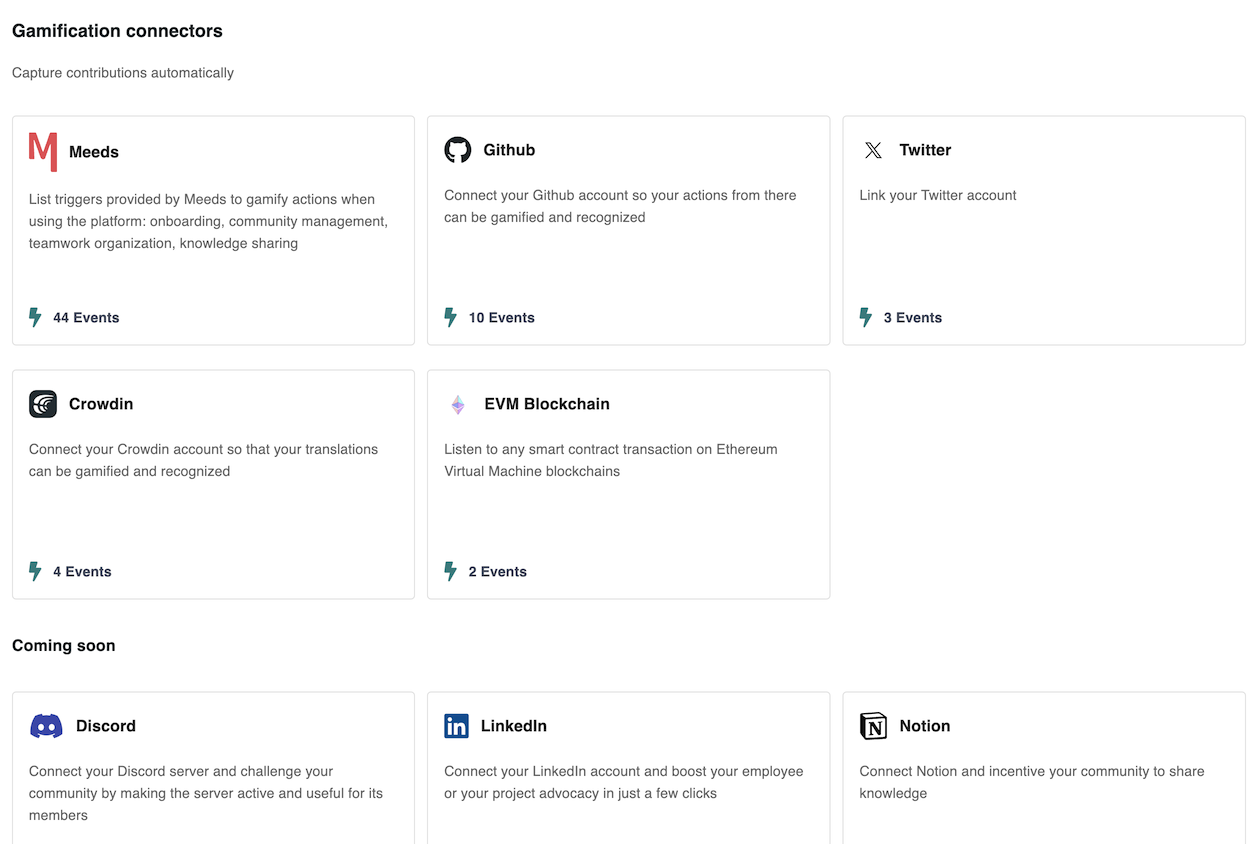 Gamification connectors
Capture contributions automatically
Meeds
List triggers provided by Meeds to gamify actions when
using the platform: onboarding, community management,
teamwork organization, knowledge sharing
44 Events
Github
Connect your Github account so your actions from there
can be gamified and recognized
10 Events
Twitter
Link your Twitter account
3 Events
Crowdin
Connect your Crowdin account so that your translations
can be gamified and recognized
4 Events
EVM Blockchain
Listen to any smart contract transaction on Ethereum
Virtual Machine blockchains
2 Events
Coming soon
Discord
Connect your Discord server and challenge your
community by making the server active and useful for its
members
LinkedIn
Connect your LinkedIn account and boost your employee
or your project advocacy in just a few clicks
Notion
Connect Notion and incentive your community to share
knowledge